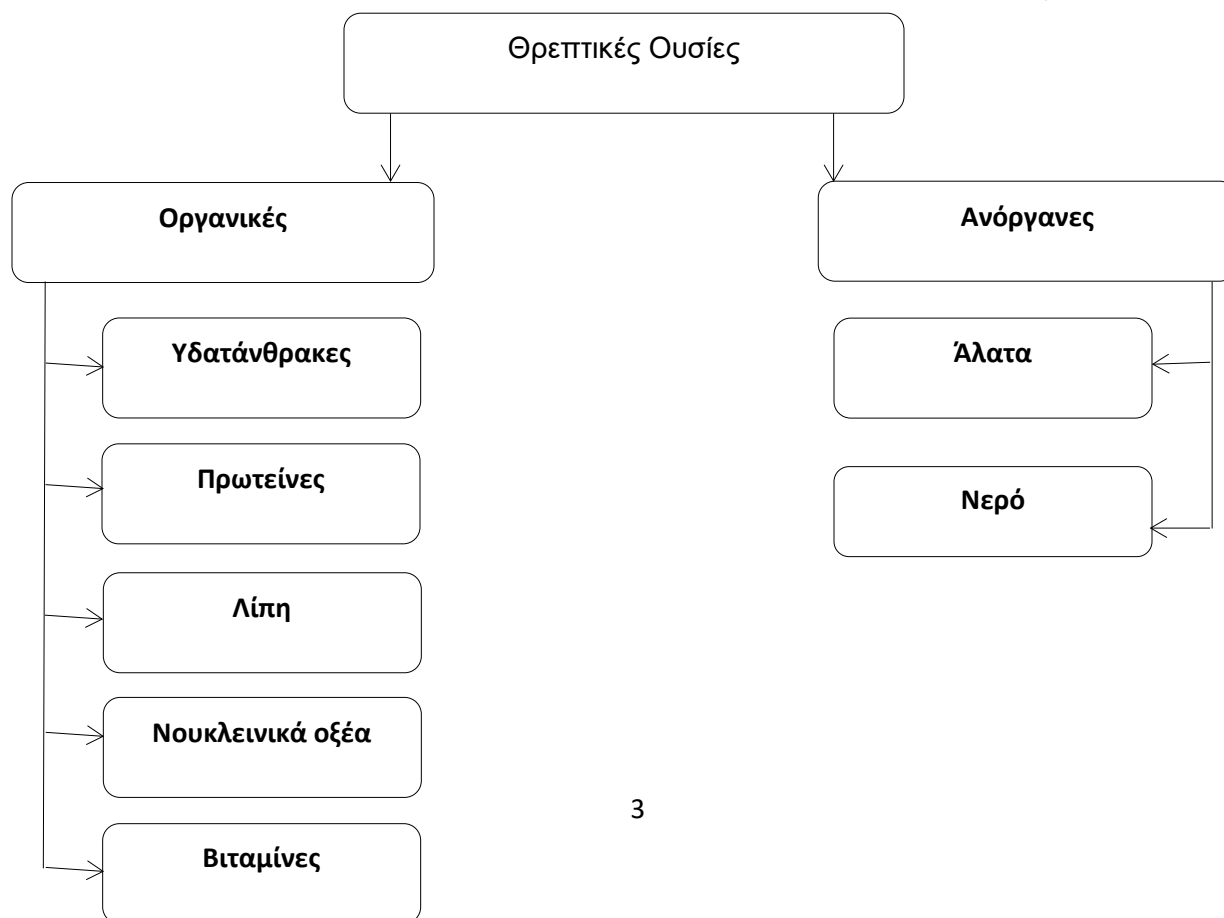 Θρεπτικές Ουσίες
Οργανικές
Υδατάνθρακες
Πρωτείνες
Λίπη
Νουκλεινικά οξέα
Βιταμίνες
Ανόργανες
Άλατα
Νερό
3